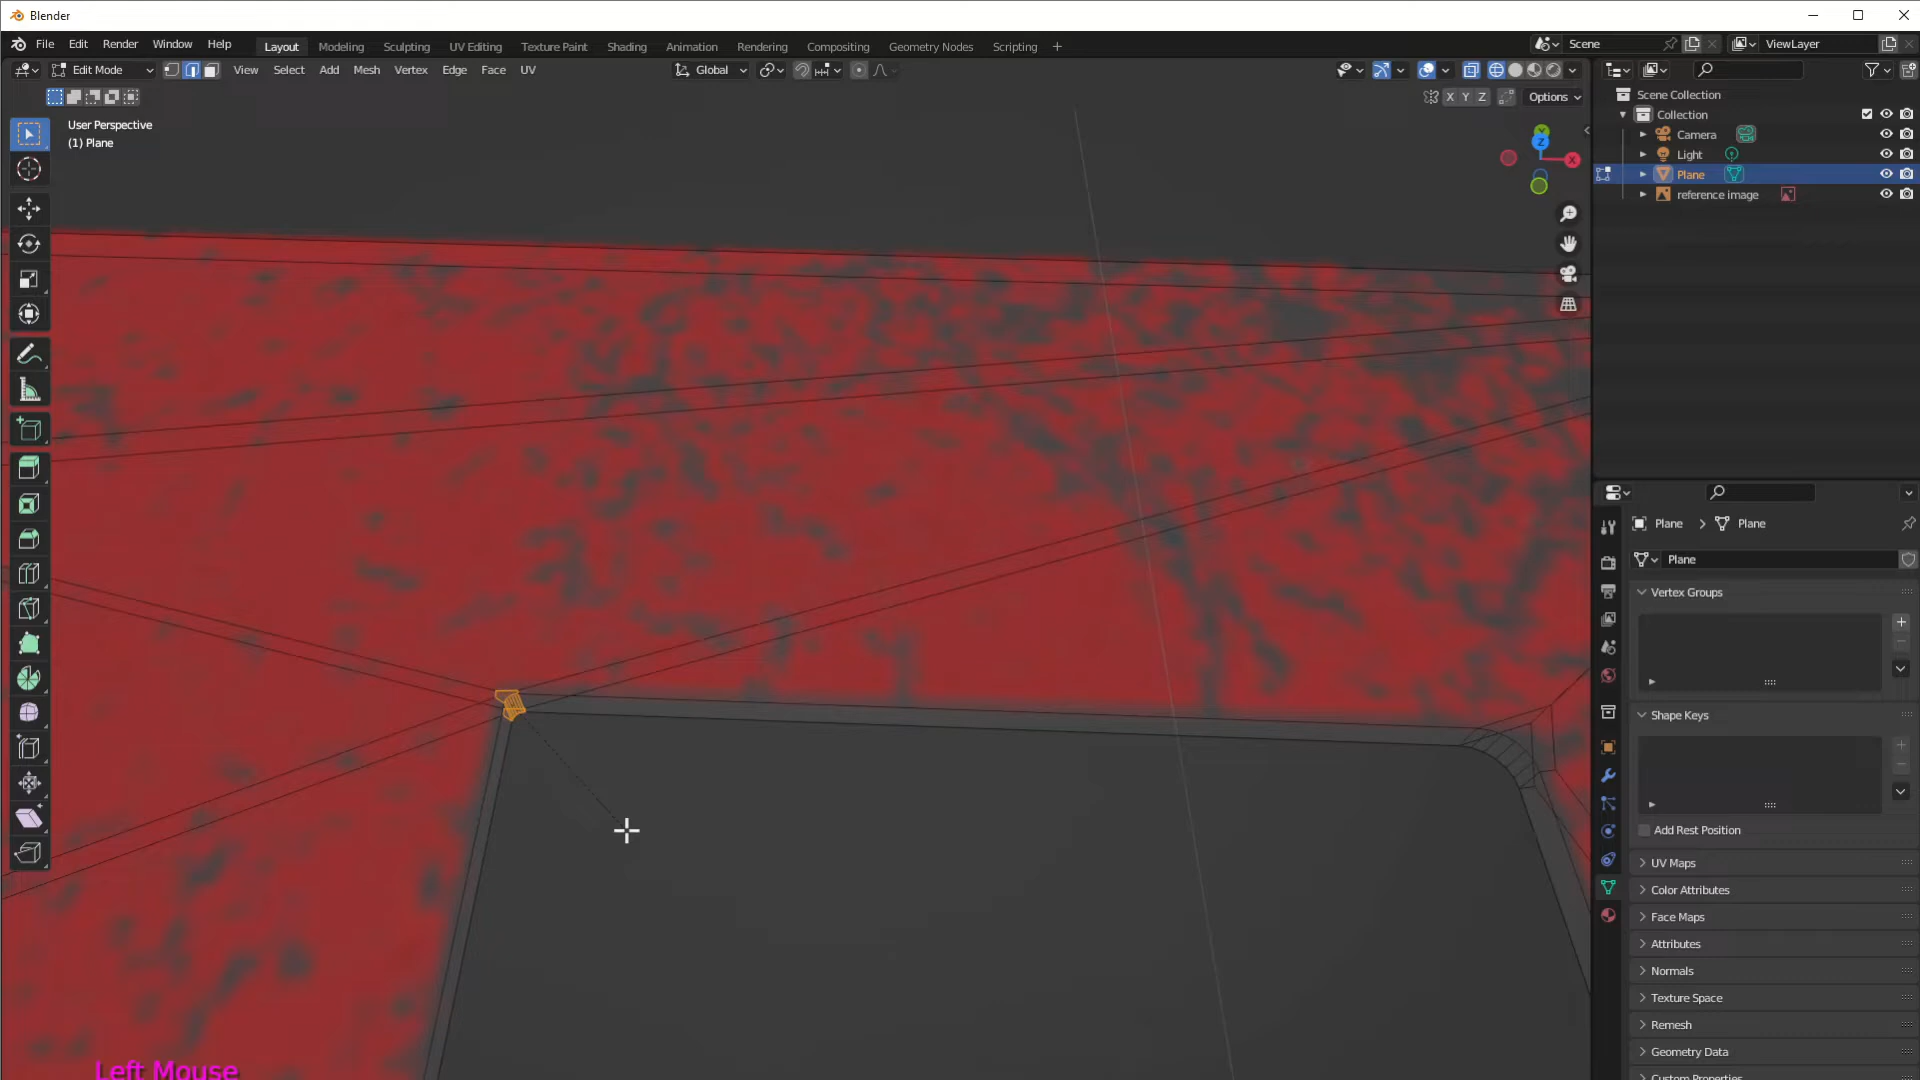 Blender
File Edit Render Window Help
Layout Modeling Sculpting UV Editing Texture Paint Shading Animation Rendering Compositing Geometry Nodes Scripting +
Scene
ViewLayer
Edit Mode
View Select Add Mesh Vertex Edge Face UV
Global
X Y Z
Options
User Perspective
(1) Plane
Z
X
Scene Collection
Collection
Camera
Light
Plane
reference image
Plane > Plane
Plane
Vertex Groups
Shape Keys
Add Rest Position
UV Maps
Color Attributes
Face Maps
Attributes
Normals
Texture Space
Remesh
Geometry Data
Custom Properties
Left Mouse